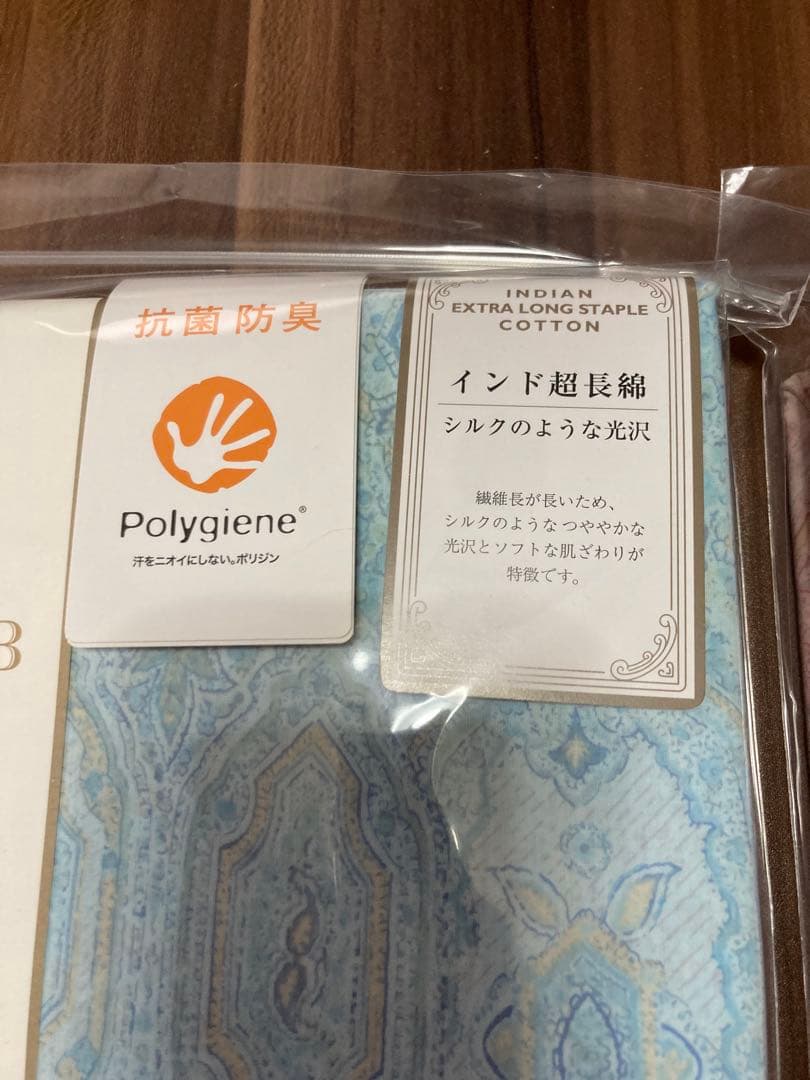 抗菌防臭
Polygiene®
汗をニオイにしない。ポリジン
INDIAN
EXTRA LONG STAPLE
COTTON
インド超長綿
シルクのような光沢
繊維長が長いため、
シルクのような つややかな
光沢とソフトな肌ざわりが
特徴です。